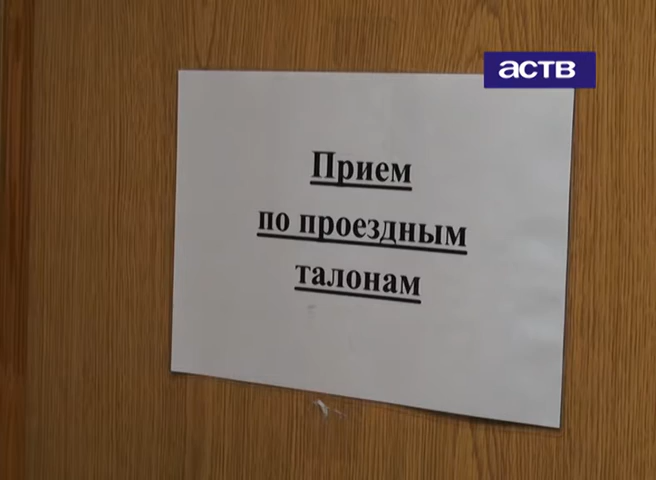 аств
Прием
по проездным
талонам